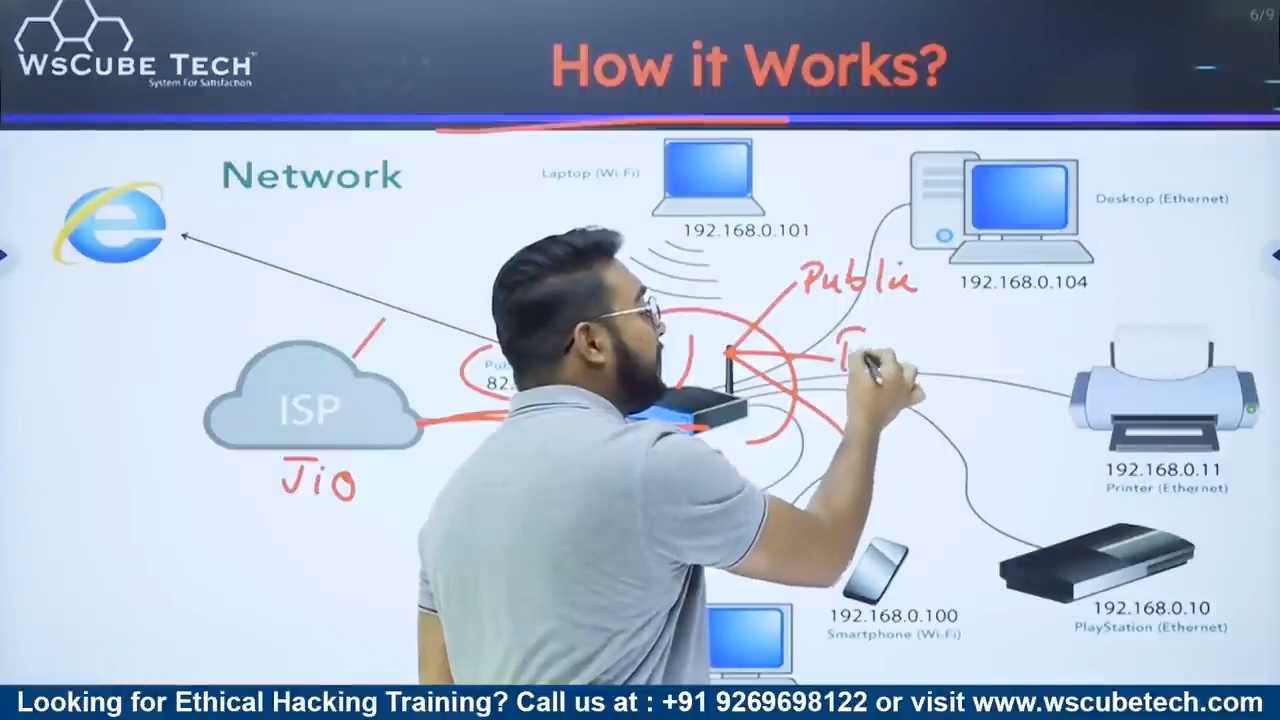 6/9
WsCube Tech
System For Satisfaction
How it Works?
Network
Laptop (Wi-Fi)
192.168.0.101
Desktop (Ethernet)
192.168.0.104
Public
ISP
Jio
82.
192.168.0.11
Printer (Ethernet)
192.168.0.10
PlayStation (Ethernet)
192.168.0.100
Smartphone (Wi-Fi)
Looking for Ethical Hacking Training? Call us at : +91 9269698122 or visit www.wscubetech.com